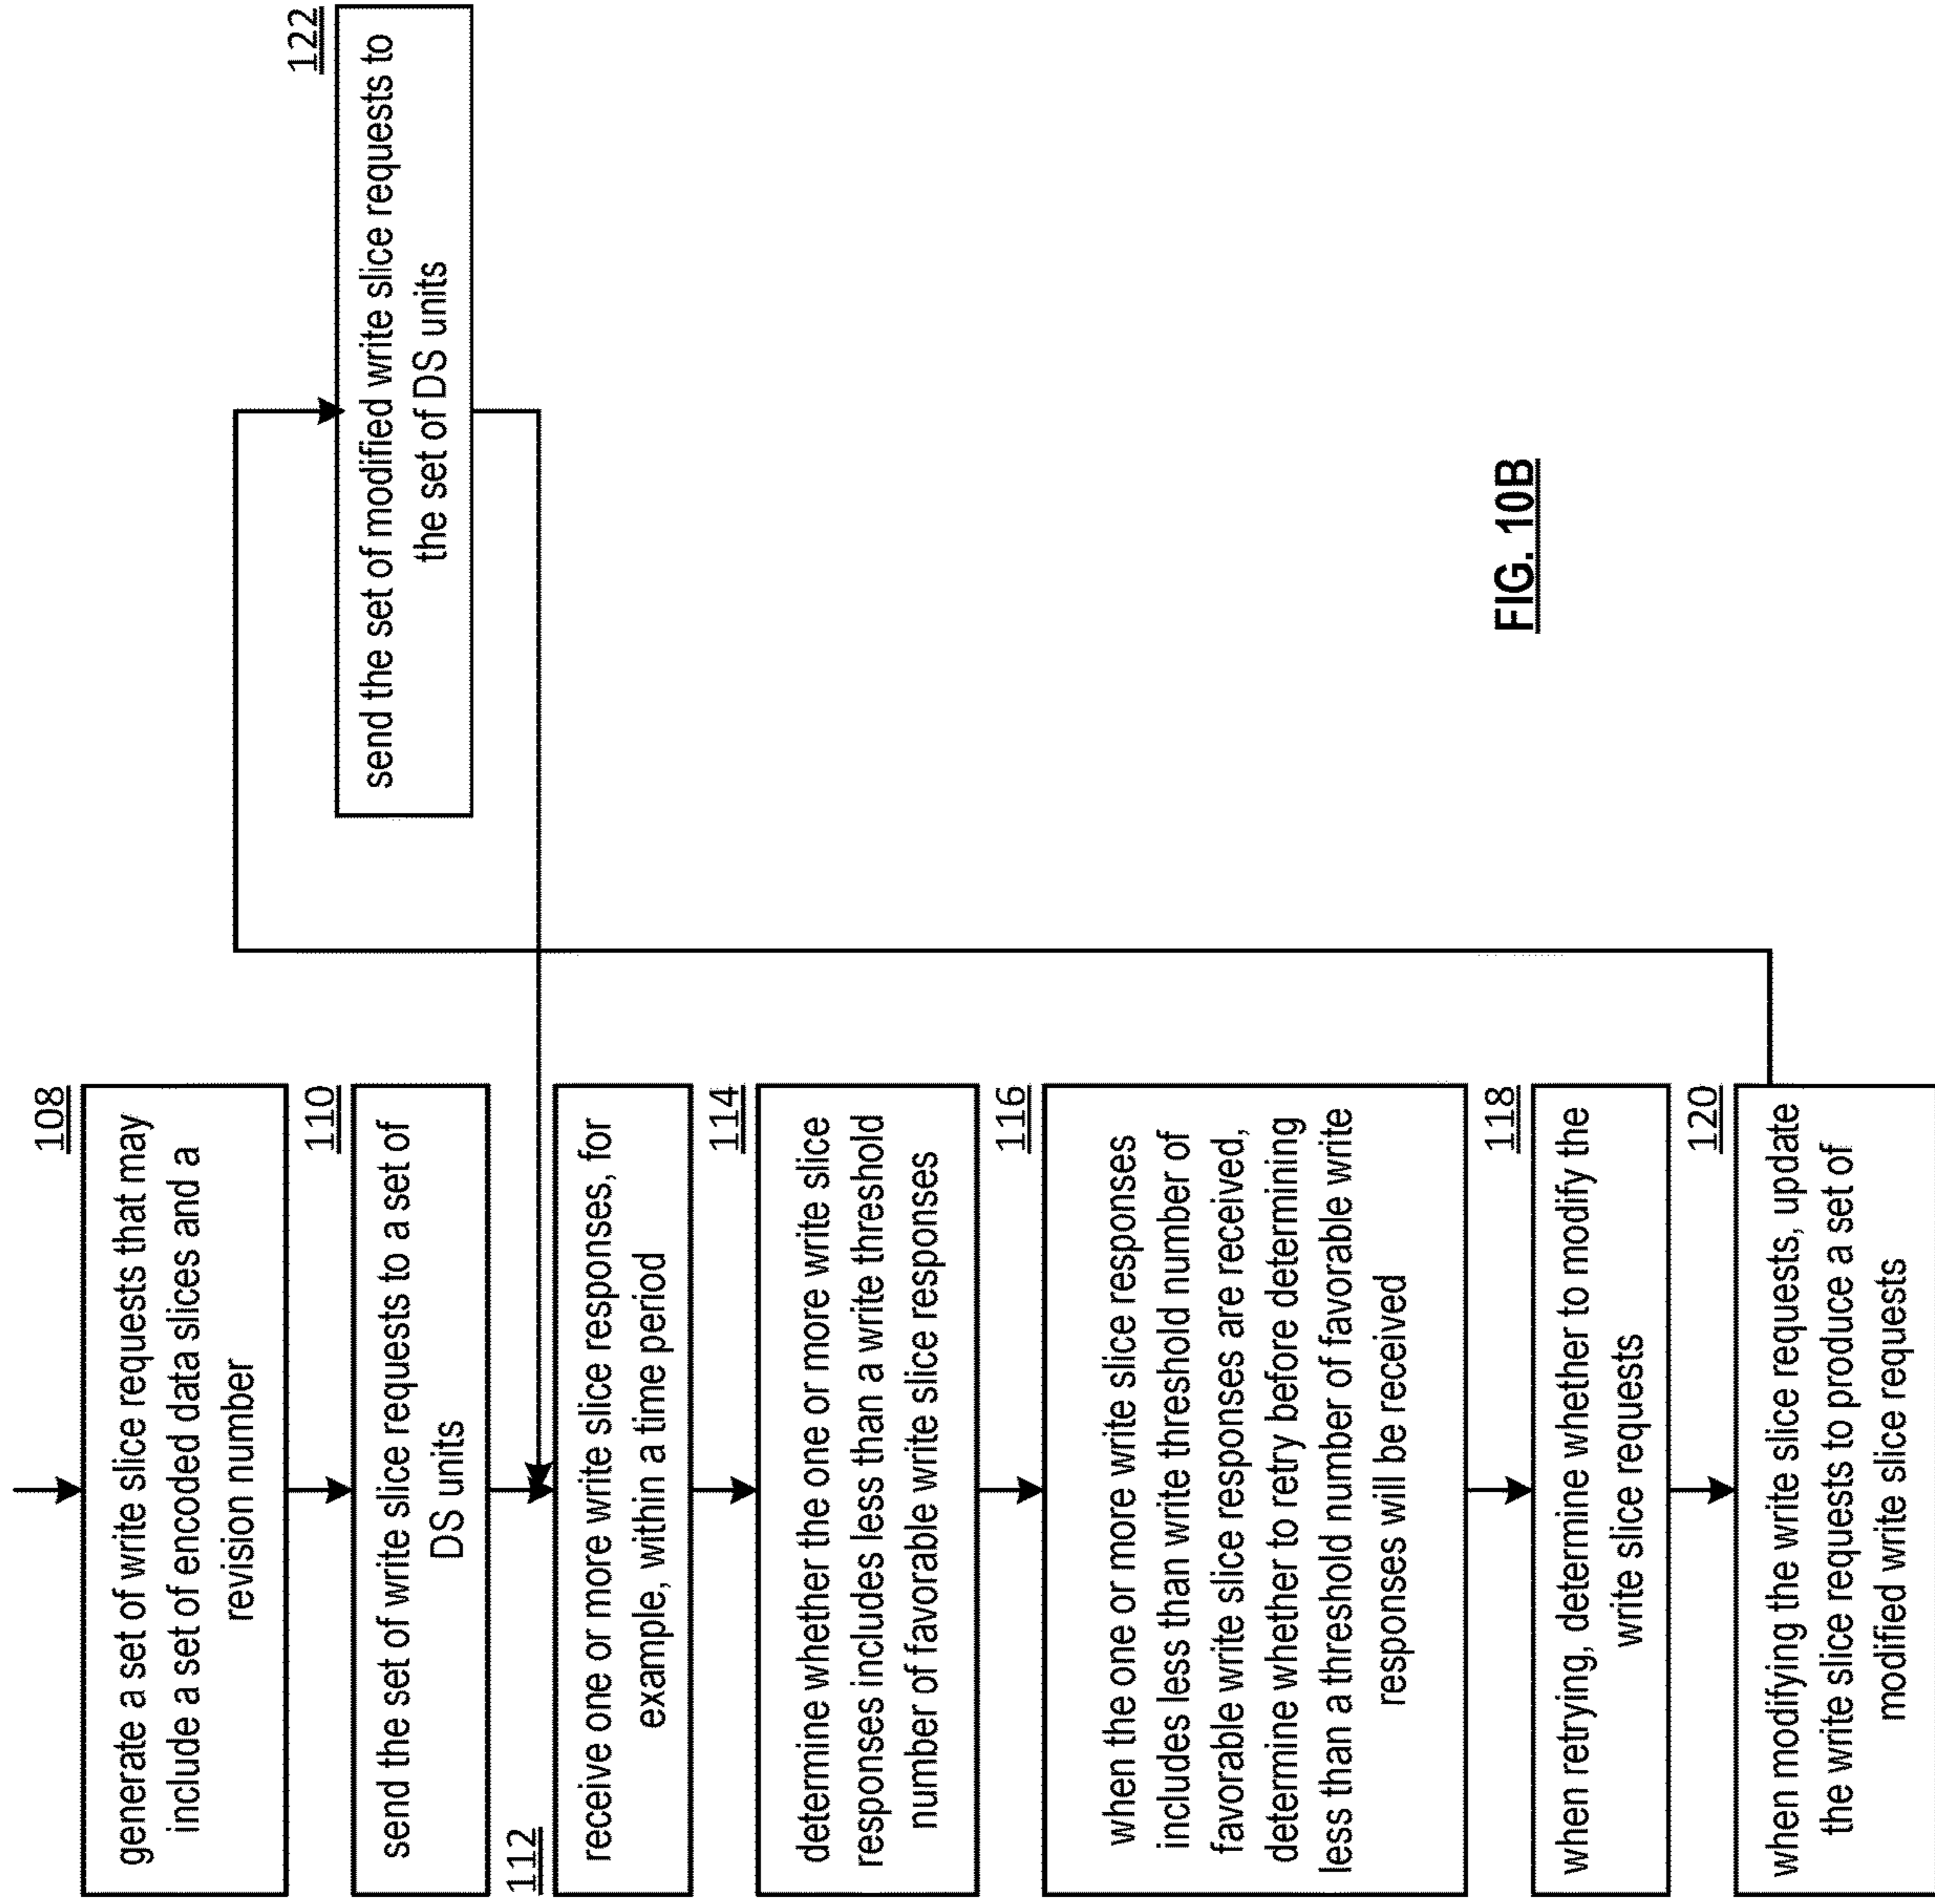 108
generate a set of write slice requests that may
include a set of encoded data slices and a
revision number
110
send the set of write slice requests to a set of
DS units
112
receive one or more write slice responses, for
example, within a time period
114
determine whether the one or more write slice
responses includes less than a write threshold
number of favorable write slice responses
116
when the one or more write slice responses
includes less than write threshold number of
favorable write slice responses are received,
determine whether to retry before determining
less than a threshold number of favorable write
responses will be received
118
when retrying, determine whether to modify the
write slice requests
120
when modifying the write slice requests, update
the write slice requests to produce a set of
modified write slice requests
122
send the set of modified write slice requests to
the set of DS units
FIG. 10B